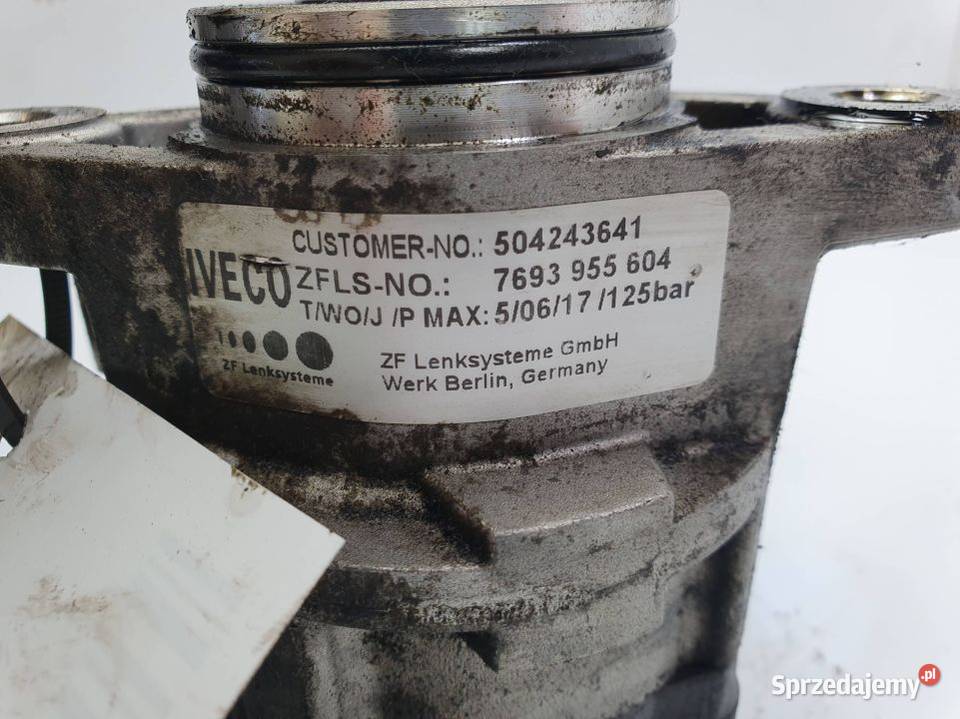 CUSTOMER-NO.: 504243641
IVECO ZFLS-NO.: 7693 955 604
T/WO/J /P MAX: 5/06/17 /125bar
ZF Lenksysteme GmbH
ZF Lenksysteme
Werk Berlin, Germany
Sprzedajemy.pl